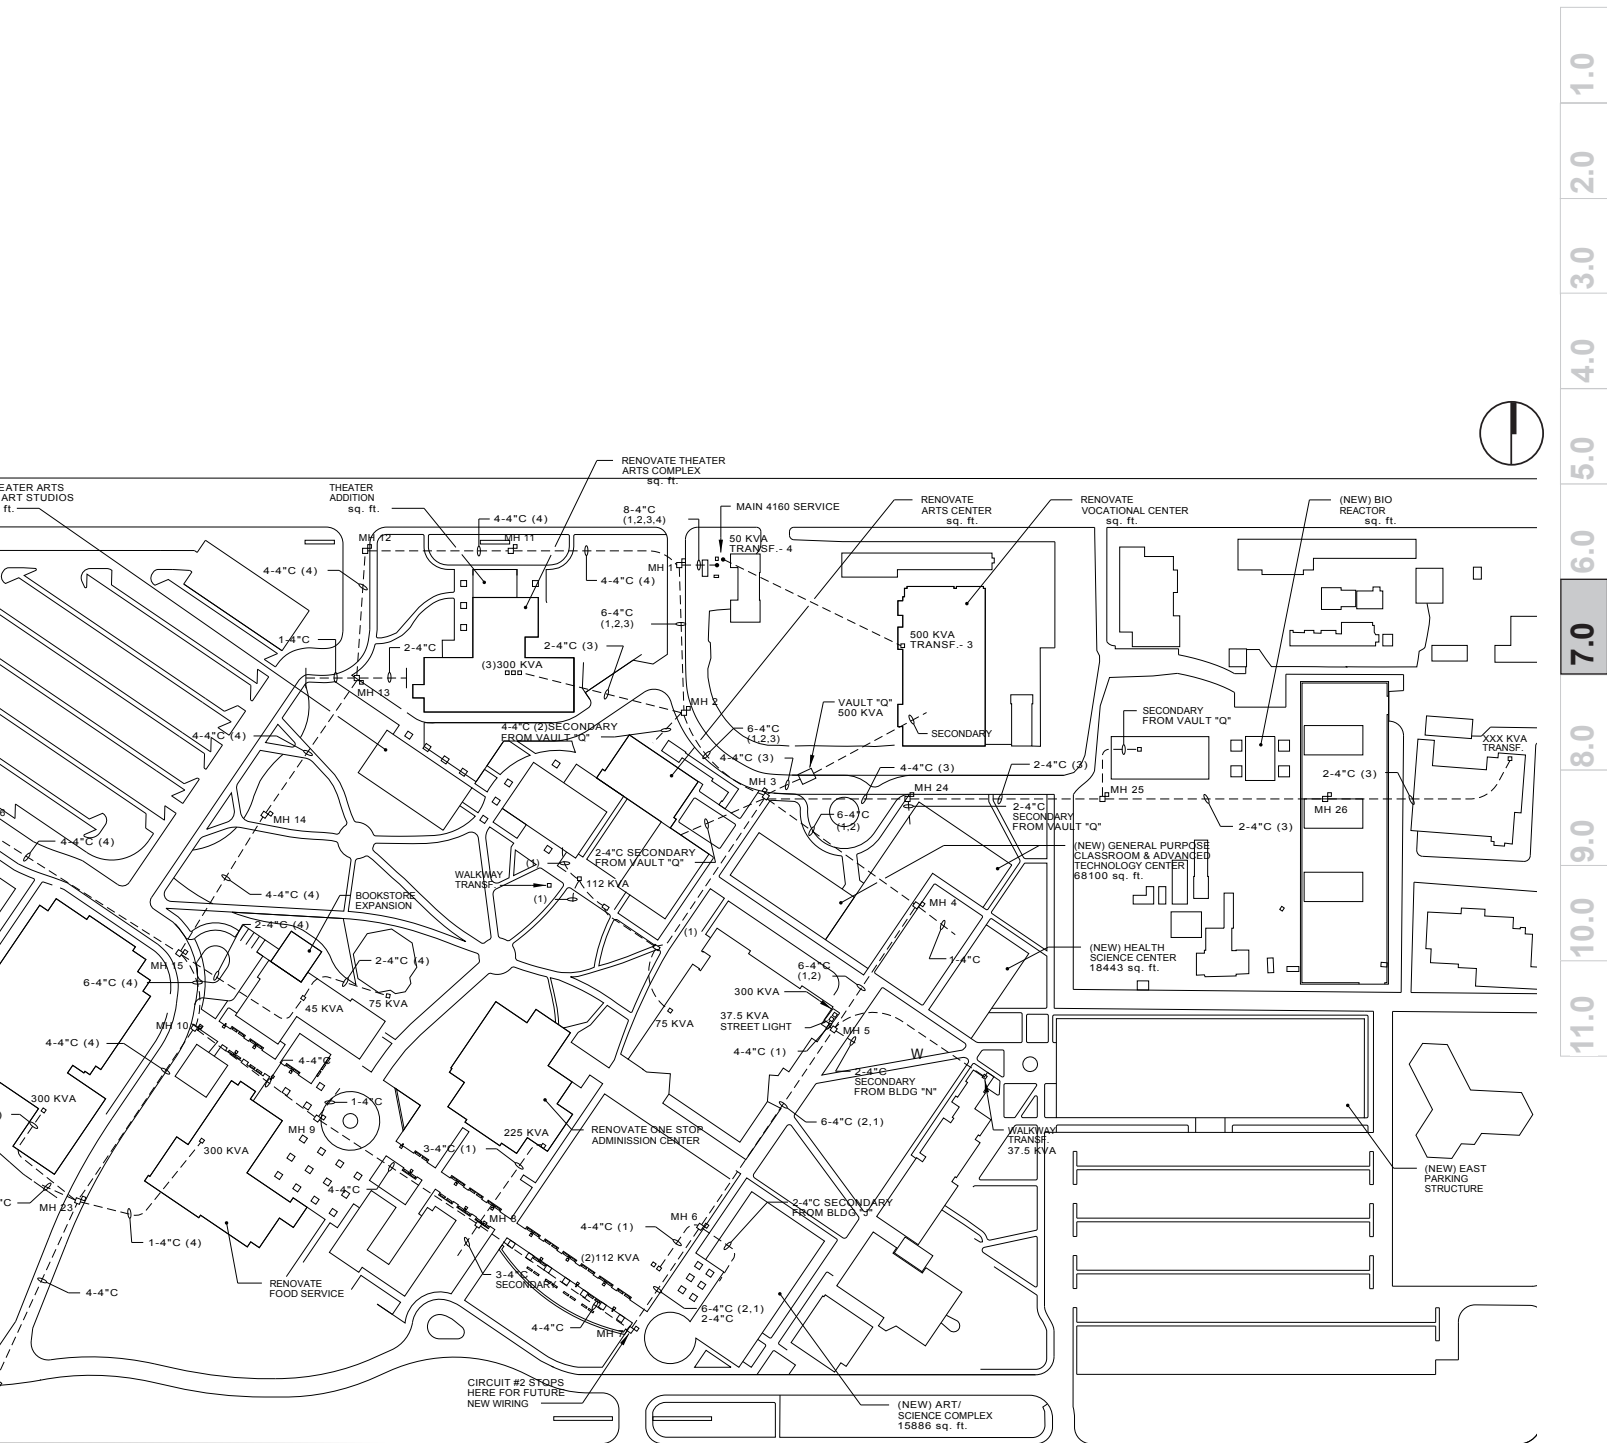 1.0
2.0
3.0
4.0
5.0
6.0
7.0
8.0
9.0
10.0
11.0
RENOVATE THEATER
ARTS COMPLEX
sq. ft.
EATER ARTS
ART STUDIOS
ft.
THEATER
ADDITION
sq. ft.
8-4"C
(1,2,3,4)
MAIN 4160 SERVICE
RENOVATE
ARTS CENTER
sq. ft.
RENOVATE
VOCATIONAL CENTER
sq. ft.
(NEW) BIO
REACTOR
sq. ft.
4-4"C (4)
MH 12
MH 11
50 KVA
TRANSF.- 4
MH 1
4-4"C (4)
4-4"C (4)
6-4"C
(1,2,3)
1-4"C
2-4"C
2-4"C (3)
500 KVA
TRANSF.- 3
(3)300 KVA
MH 13
MH 2
VAULT "Q"
500 KVA
SECONDARY
FROM VAULT "Q"
4-4"C (2)SECONDARY
FROM VAULT "Q"
6-4"C
(1,2,3)
SECONDARY
4-4"C (4)
XXX KVA
TRANSF.
4-4"C (3)
4-4"C (3)
2-4"C (3)
2-4"C (3)
MH 3
MH 24
MH 25
MH 26
2-4"C
SECONDARY
FROM VAULT "Q"
6-4"C
(1,2)
2-4"C (3)
MH 14
4-4"C (4)
(NEW) GENERAL PURPOSE
CLASSROOM & ADVANCED
TECHNOLOGY CENTER
68100 sq. ft.
2-4"C SECONDARY
FROM VAULT "Q"
(1)
WALKWAY
TRANSF.
112 KVA
(1)
4-4"C (4)
BOOKSTORE
EXPANSION
MH 4
2-4"C (4)
(1)
(NEW) HEALTH
SCIENCE CENTER
18443 sq. ft.
1-4"C
MH 15
2-4"C (4)
6-4"C
(1,2)
6-4"C (4)
300 KVA
45 KVA
75 KVA
75 KVA
37.5 KVA
STREET LIGHT
MH 10
MH 5
4-4"C (4)
4-4"C
4-4"C (1)
W
2-4"C
SECONDARY
FROM BLDG "N"
300 KVA
1-4"C
6-4"C (2,1)
MH 9
225 KVA
RENOVATE ONE STOP
ADMINISSION CENTER
WALKWAY
TRANSF.
37.5 KVA
300 KVA
3-4"C (1)
(NEW) EAST
PARKING
STRUCTURE
4-4"C
2-4"C SECONDARY
FROM BLDG "J"
"C
MH 23
MH 8
4-4"C (1)
MH 6
1-4"C (4)
(2)112 KVA
3-4"C
SECONDARY
RENOVATE
FOOD SERVICE
4-4"C
6-4"C (2,1)
2-4"C
4-4"C
MH 7
CIRCUIT #2 STOPS
HERE FOR FUTURE
NEW WIRING
(NEW) ART/
SCIENCE COMPLEX
15886 sq. ft.